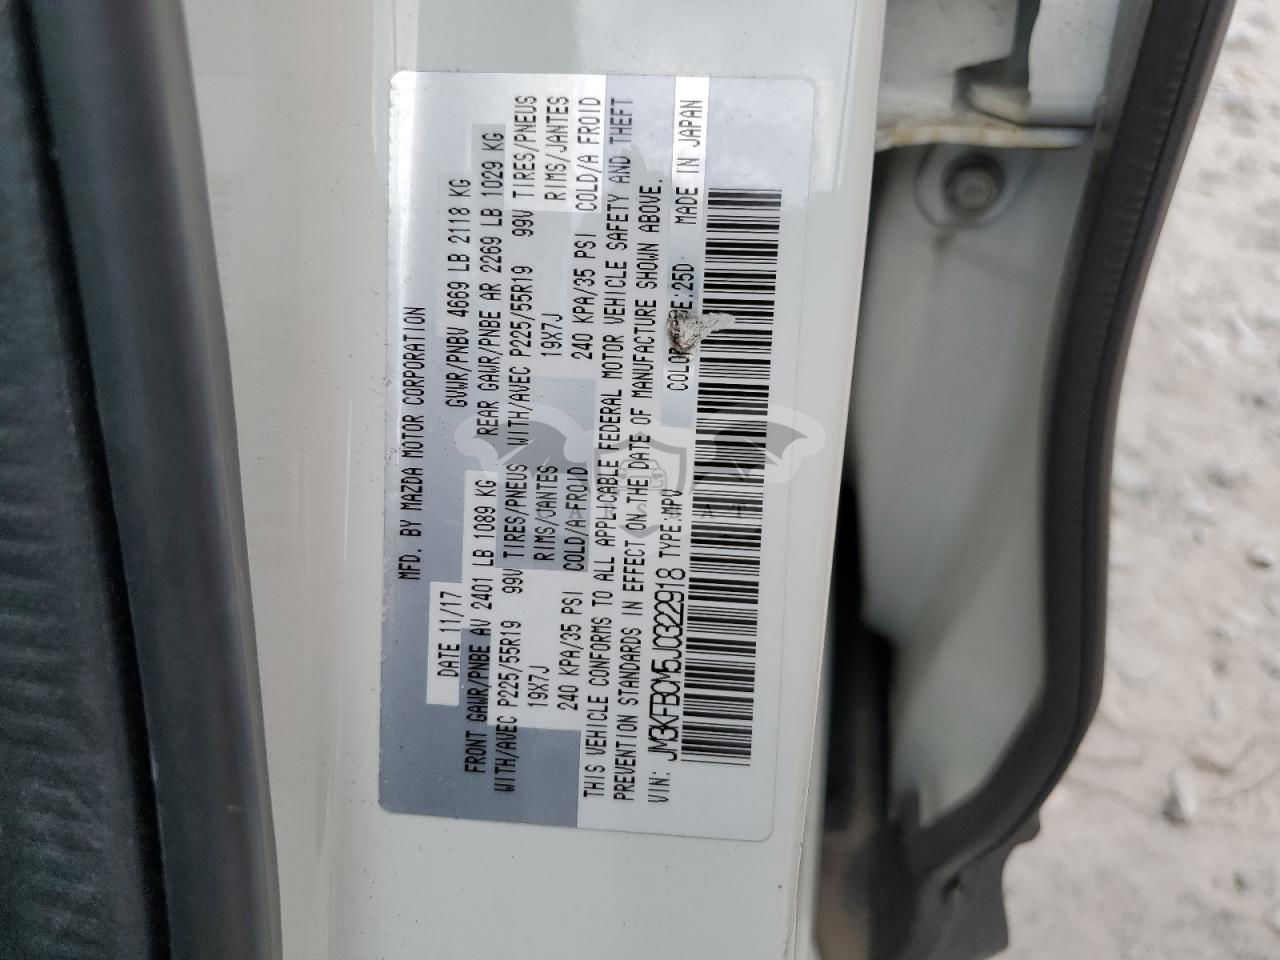 MFD. BY MAZDA MOTOR CORPORATION
DATE 11/17 GVWR/PNBV 4669 LB 2118 KG
FRONT GAWR/PNBE AV 2401 LB 1089 KG REAR GAWR/PNBE AR 2269 LB 1029 KG
WITH/AVEC P225/55R19 99V TIRES/PNEUS WITH/AVEC P225/55R19 99V TIRES/PNEUS
19X7J RIMS/JANTES 19X7J RIMS/JANTES
240 KPA/35 PSI COLD/A FROID 240 KPA/35 PSI COLD/A FROID
THIS VEHICLE CONFORMS TO ALL APPLICABLE FEDERAL MOTOR VEHICLE SAFETY AND THEFT
PREVENTION STANDARDS IN EFFECT ON THE DATE OF MANUFACTURE SHOWN ABOVE.
VIN: JM3KFBCM5J0322918 TYPE:MPV COLOR E:25D MADE IN JAPAN